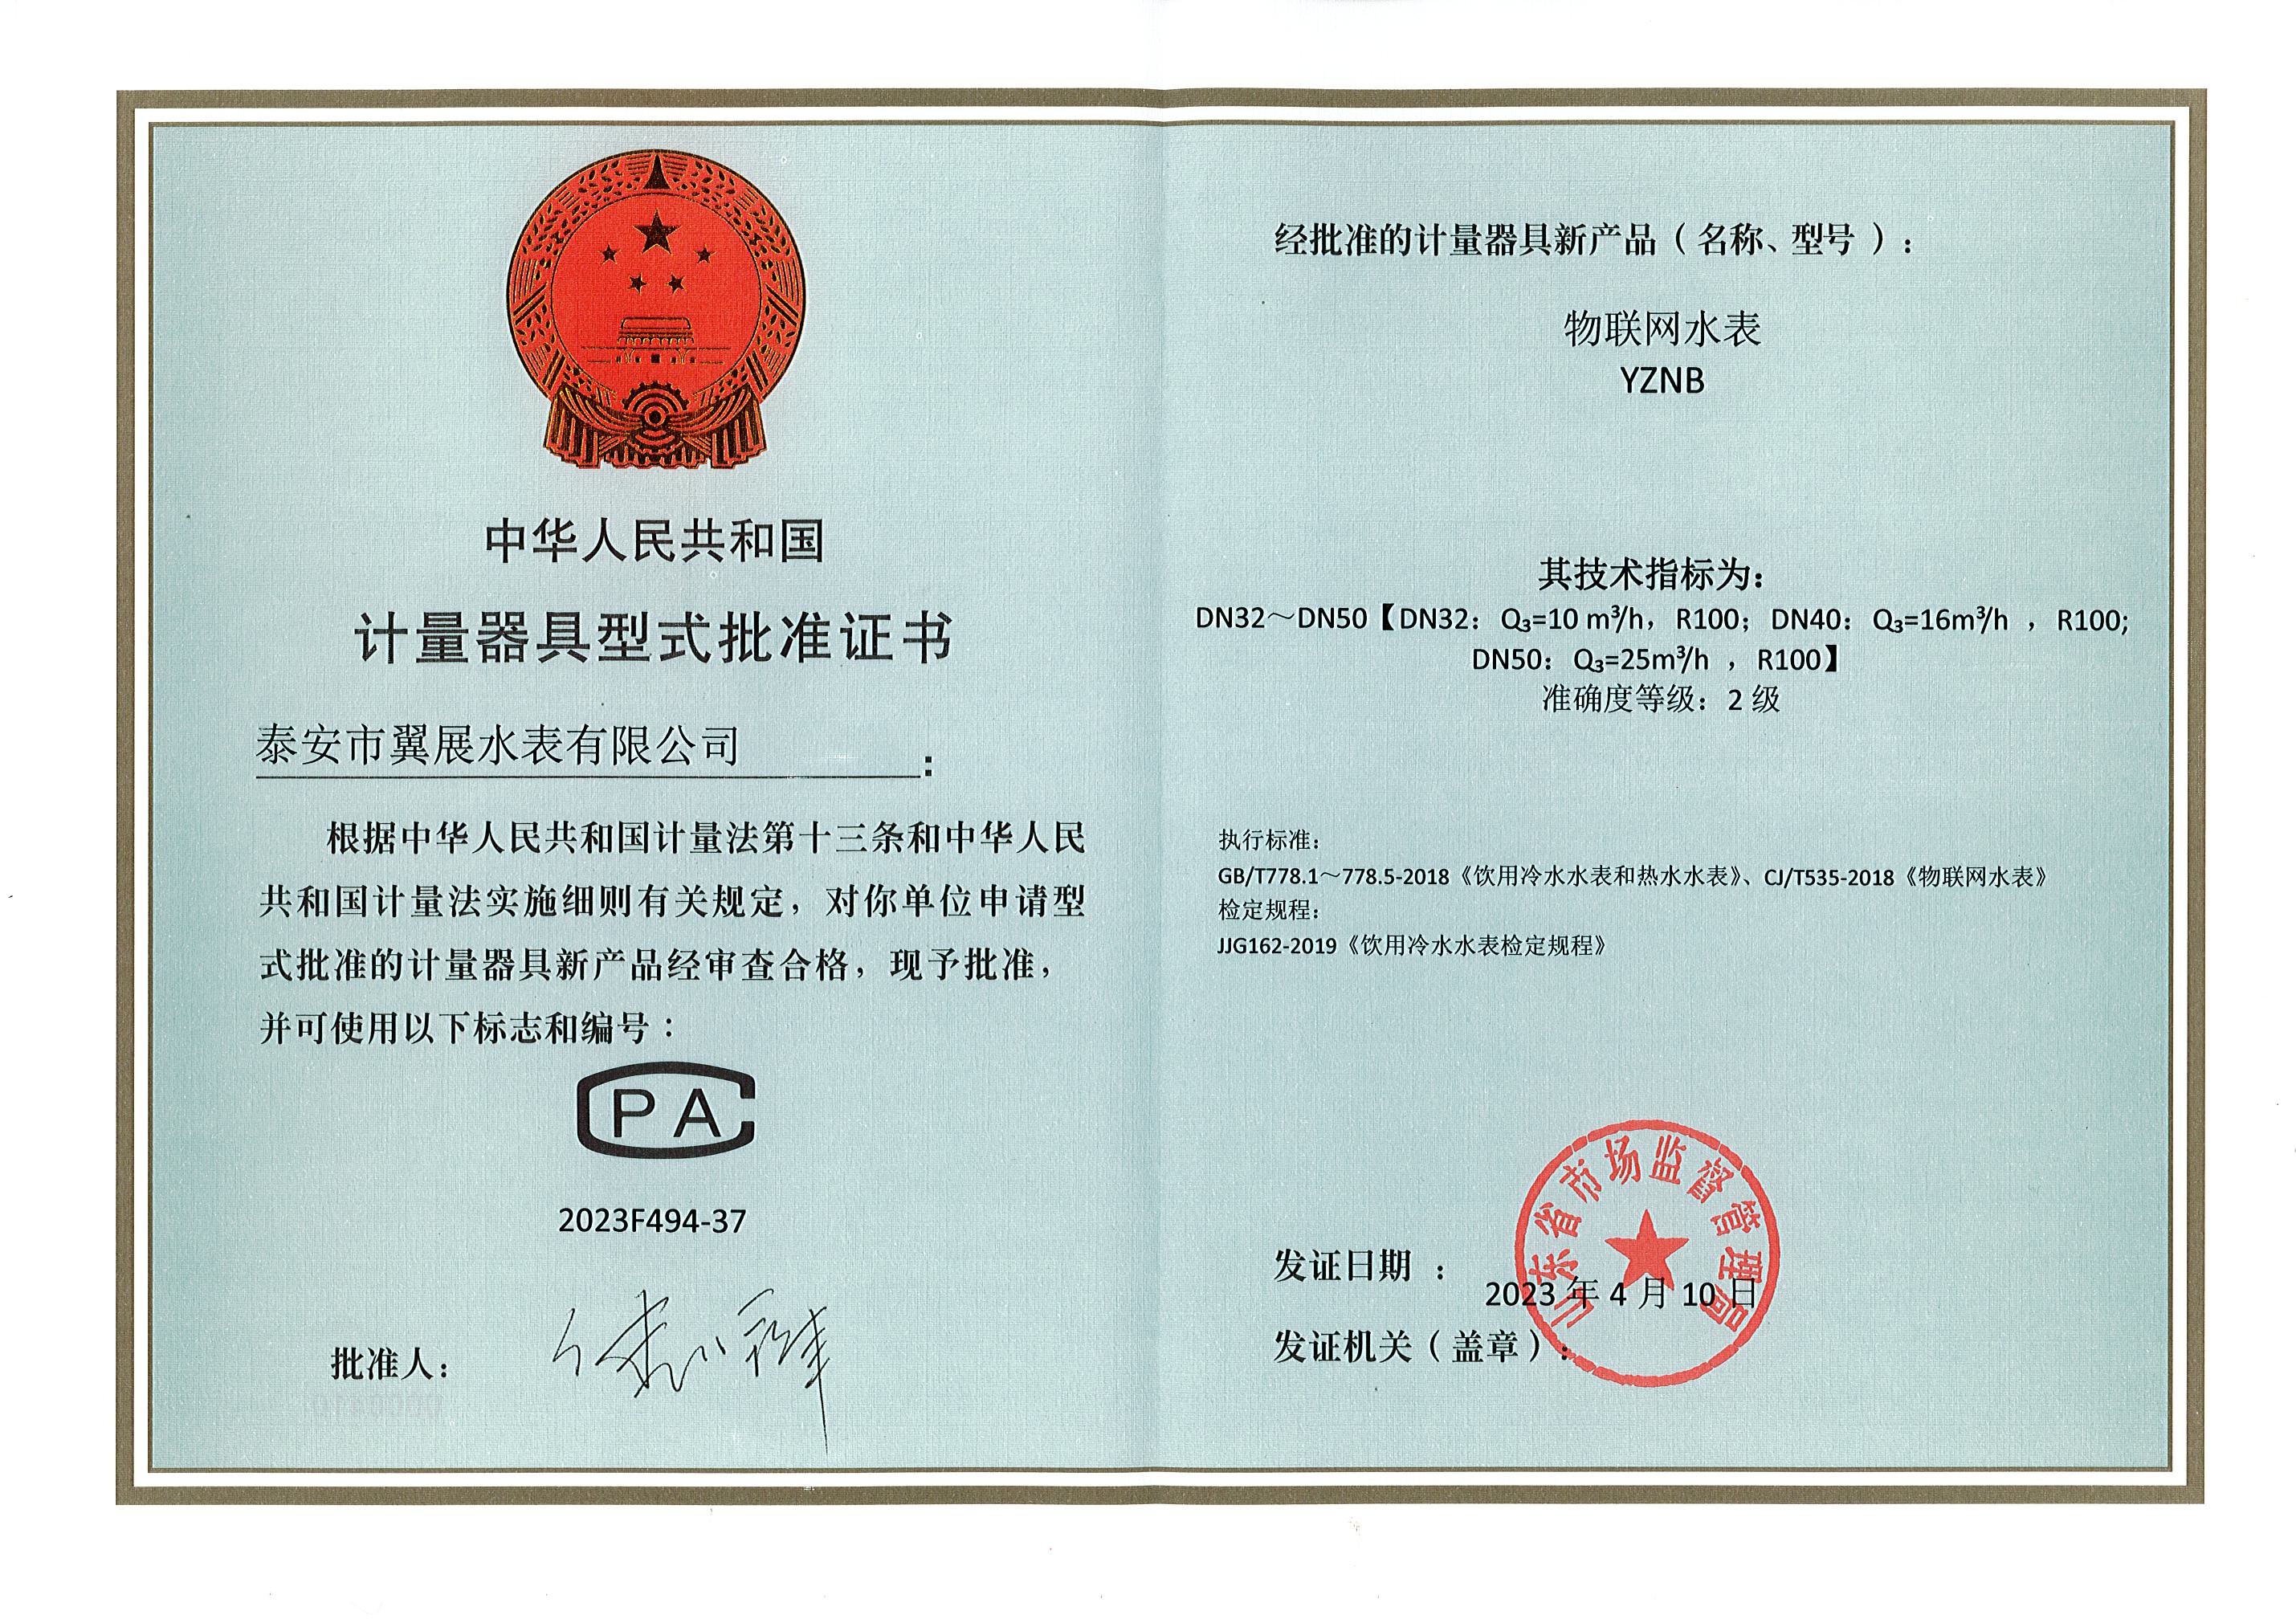 中华人民共和国
计量器具型式批准证书
泰安市翼展水表有限公司：
根据中华人民共和国计量法第十三条和中华人民
共和国计量法实施细则有关规定，对你单位申请型
式批准的计量器具新产品经审查合格，现予批准，
并可使用以下标志和编号：
CPA
2023F494-37
批准人：
经批准的计量器具新产品（名称、型号）：
物联网水表
YZNB
其技术指标为：
DN32～DN50【DN32：Q₃=10 m³/h，R100；DN40：Q₃=16m³/h ，R100;
DN50：Q₃=25m³/h ，R100】
准确度等级：2 级
执行标准：
GB/T778.1～778.5-2018《饮用冷水水表和热水水表》、CJ/T535-2018《物联网水表》
检定规程：
JJG162-2019《饮用冷水水表检定规程》
发证日期 ：
2023 年 4 月 10 日
发证机关（盖章）：
山东省市场监督管理局